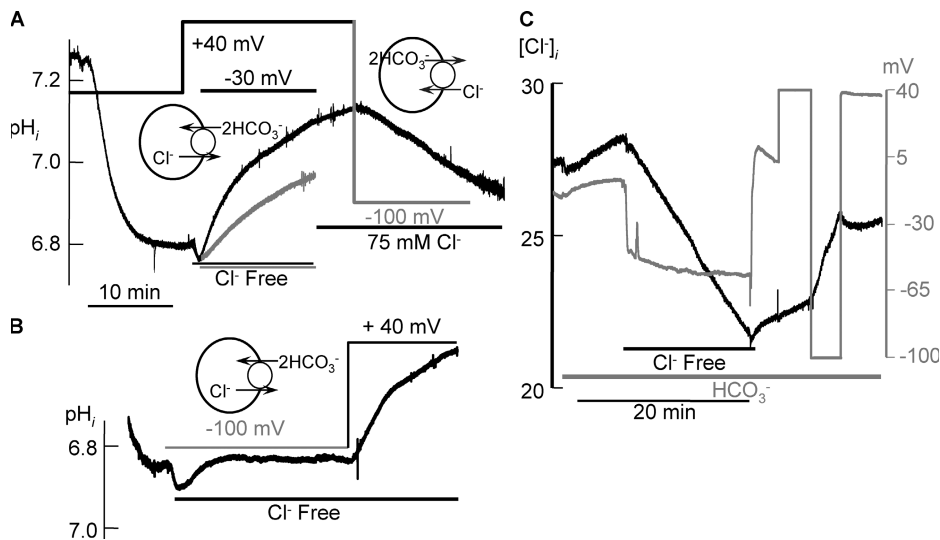 A
+40 mV
7.2
-30 mV
2HCO₃⁻
Cl⁻
pHi
2HCO₃⁻
Cl⁻
7.0
-100 mV
6.8
75 mM Cl⁻
Cl⁻ Free
10 min
B
+ 40 mV
2HCO₃⁻
Cl⁻
pHi
-100 mV
6.8
Cl⁻ Free
7.0
C
[Cl⁻]i
mV
30
40
5
25
-30
-65
-100
Cl⁻ Free
20
HCO₃⁻
20 min